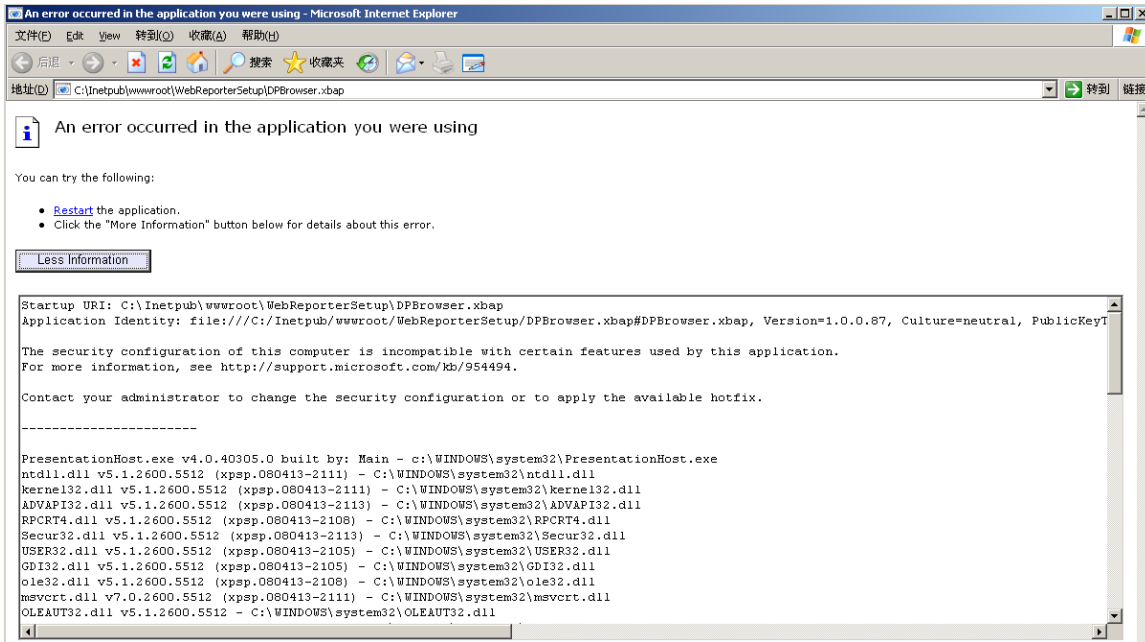 An error occurred in the application you were using - Microsoft Internet Explorer
文件(F) Edit View 转到(O) 收藏(A) 帮助(H)
后退 搜索 收藏夹
地址(D) C:\Inetpub\wwwroot\WebReporterSetup\DPBrowser.xbap 转到 链接
An error occurred in the application you were using
You can try the following:
Restart the application.
Click the "More Information" button below for details about this error.
Less Information
Startup URI: C:\Inetpub\wwwroot\WebReporterSetup\DPBrowser.xbap
Application Identity: file:///C:/Inetpub/wwwroot/WebReporterSetup/DPBrowser.xbap#DPBrowser.xbap, Version=1.0.0.87, Culture=neutral, PublicKeyT
The security configuration of this computer is incompatible with certain features used by this application.
For more information, see http://support.microsoft.com/kb/954494.
Contact your administrator to change the security configuration or to apply the available hotfix.
-----------------------
PresentationHost.exe v4.0.40305.0 built by: Main - c:\WINDOWS\system32\PresentationHost.exe
ntdll.dll v5.1.2600.5512 (xpsp.080413-2111) - C:\WINDOWS\system32\ntdll.dll
kernel32.dll v5.1.2600.5512 (xpsp.080413-2111) - C:\WINDOWS\system32\kernel32.dll
ADVAPI32.dll v5.1.2600.5512 (xpsp.080413-2113) - C:\WINDOWS\system32\ADVAPI32.dll
RPCRT4.dll v5.1.2600.5512 (xpsp.080413-2108) - C:\WINDOWS\system32\RPCRT4.dll
Secur32.dll v5.1.2600.5512 (xpsp.080413-2113) - C:\WINDOWS\system32\Secur32.dll
USER32.dll v5.1.2600.5512 (xpsp.080413-2105) - C:\WINDOWS\system32\USER32.dll
GDI32.dll v5.1.2600.5512 (xpsp.080413-2105) - C:\WINDOWS\system32\GDI32.dll
ole32.dll v5.1.2600.5512 (xpsp.080413-2108) - C:\WINDOWS\system32\ole32.dll
msvcrt.dll v7.0.2600.5512 (xpsp.080413-2111) - C:\WINDOWS\system32\msvcrt.dll
OLEAUT32.dll v5.1.2600.5512 - C:\WINDOWS\system32\OLEAUT32.dll